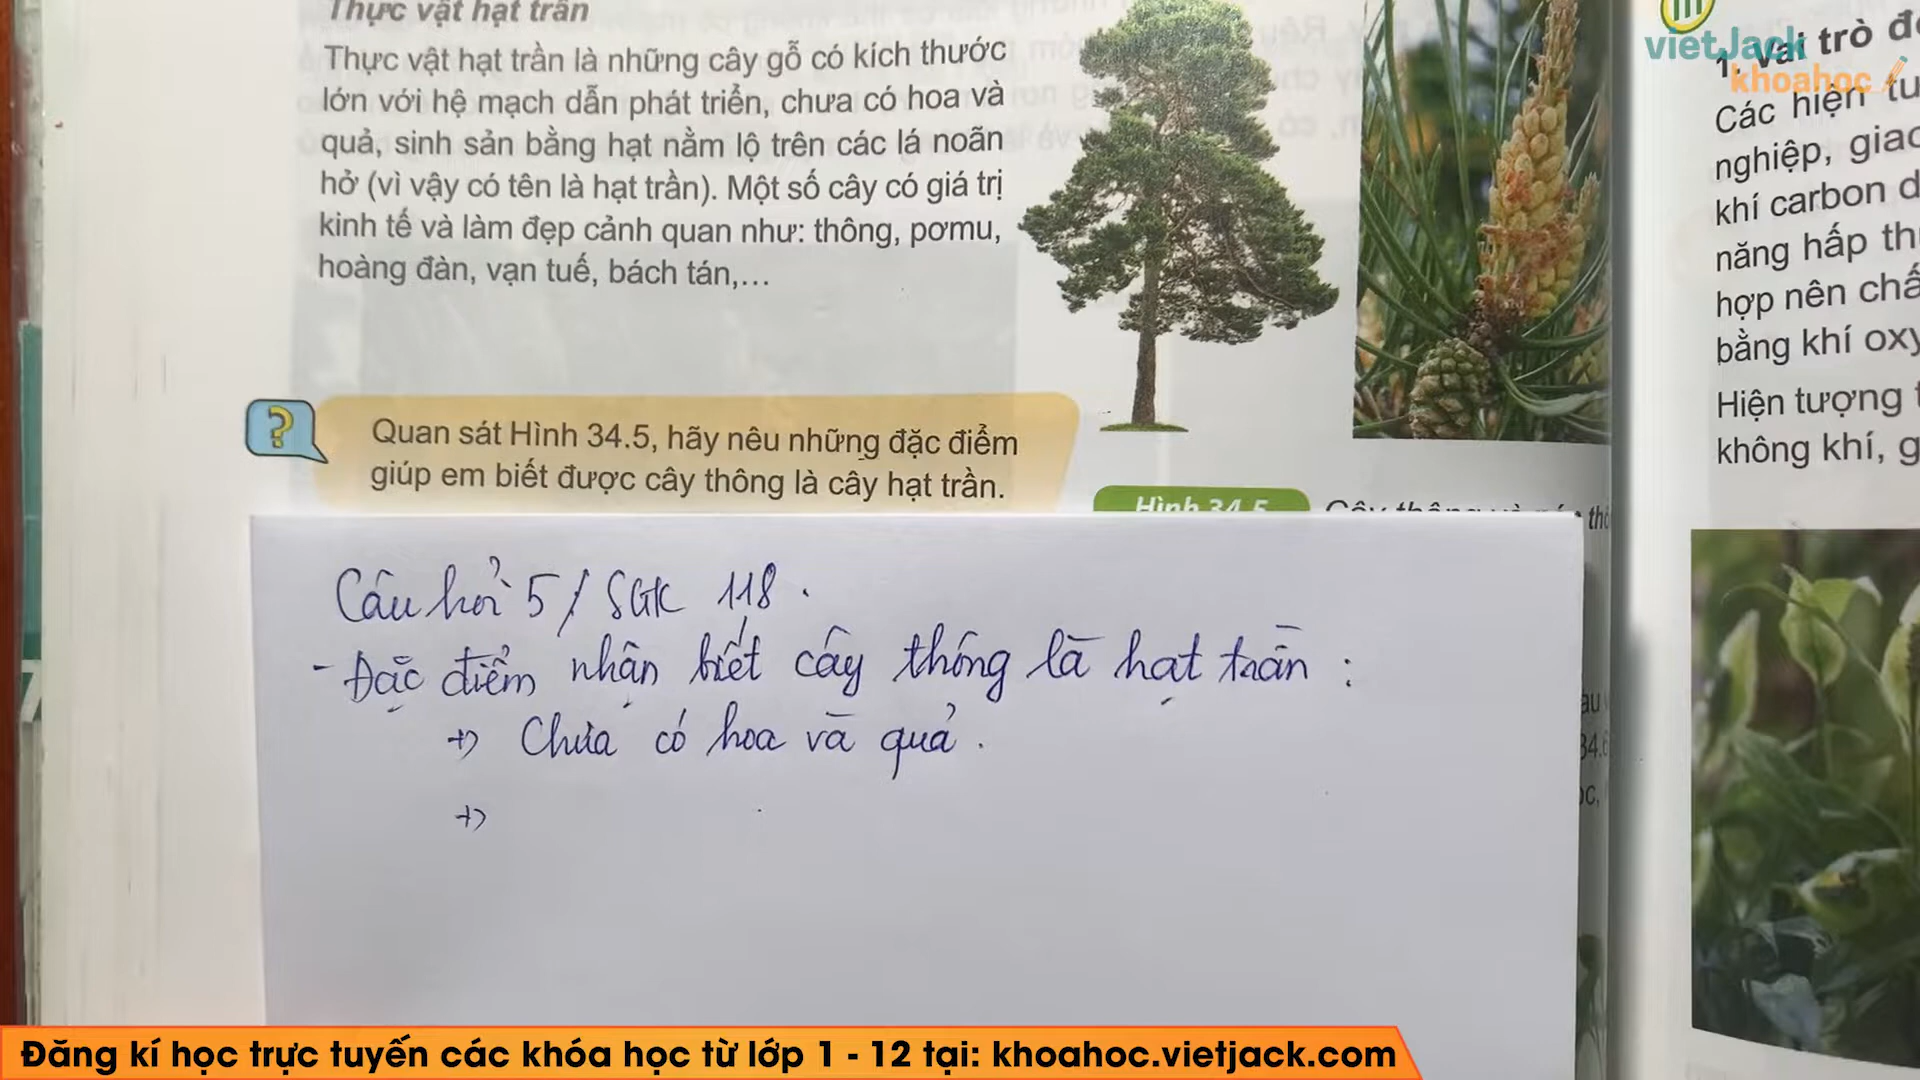 Thực vật hạt trần
Thực vật hạt trần là những cây gỗ có kích thước
lớn với hệ mạch dẫn phát triển, chưa có hoa và
quả, sinh sản bằng hạt nằm lộ trên các lá noãn
hở (vì vậy có tên là hạt trần). Một số cây có giá trị
kinh tế và làm đẹp cảnh quan như: thông, pơmu,
hoàng đàn, vạn tuế, bách tán,...
Quan sát Hình 34.5, hãy nêu những đặc điểm
giúp em biết được cây thông là cây hạt trần.
Hình 34.5
Câu hỏi 5 / SGK 118.
- Đặc điểm nhận biết cây thông là hạt trần :
+> Chưa có hoa và quả.
+>
vietJack
khoahoc
1. Vai trò
Các hiện
nghiệp,
khí carbon
năng hấp
hợp nên
bằng khí
Hiện tượng
không khí,
Đăng kí học trực tuyến các khóa học từ lớp 1 - 12 tại: khoahoc.vietjack.com